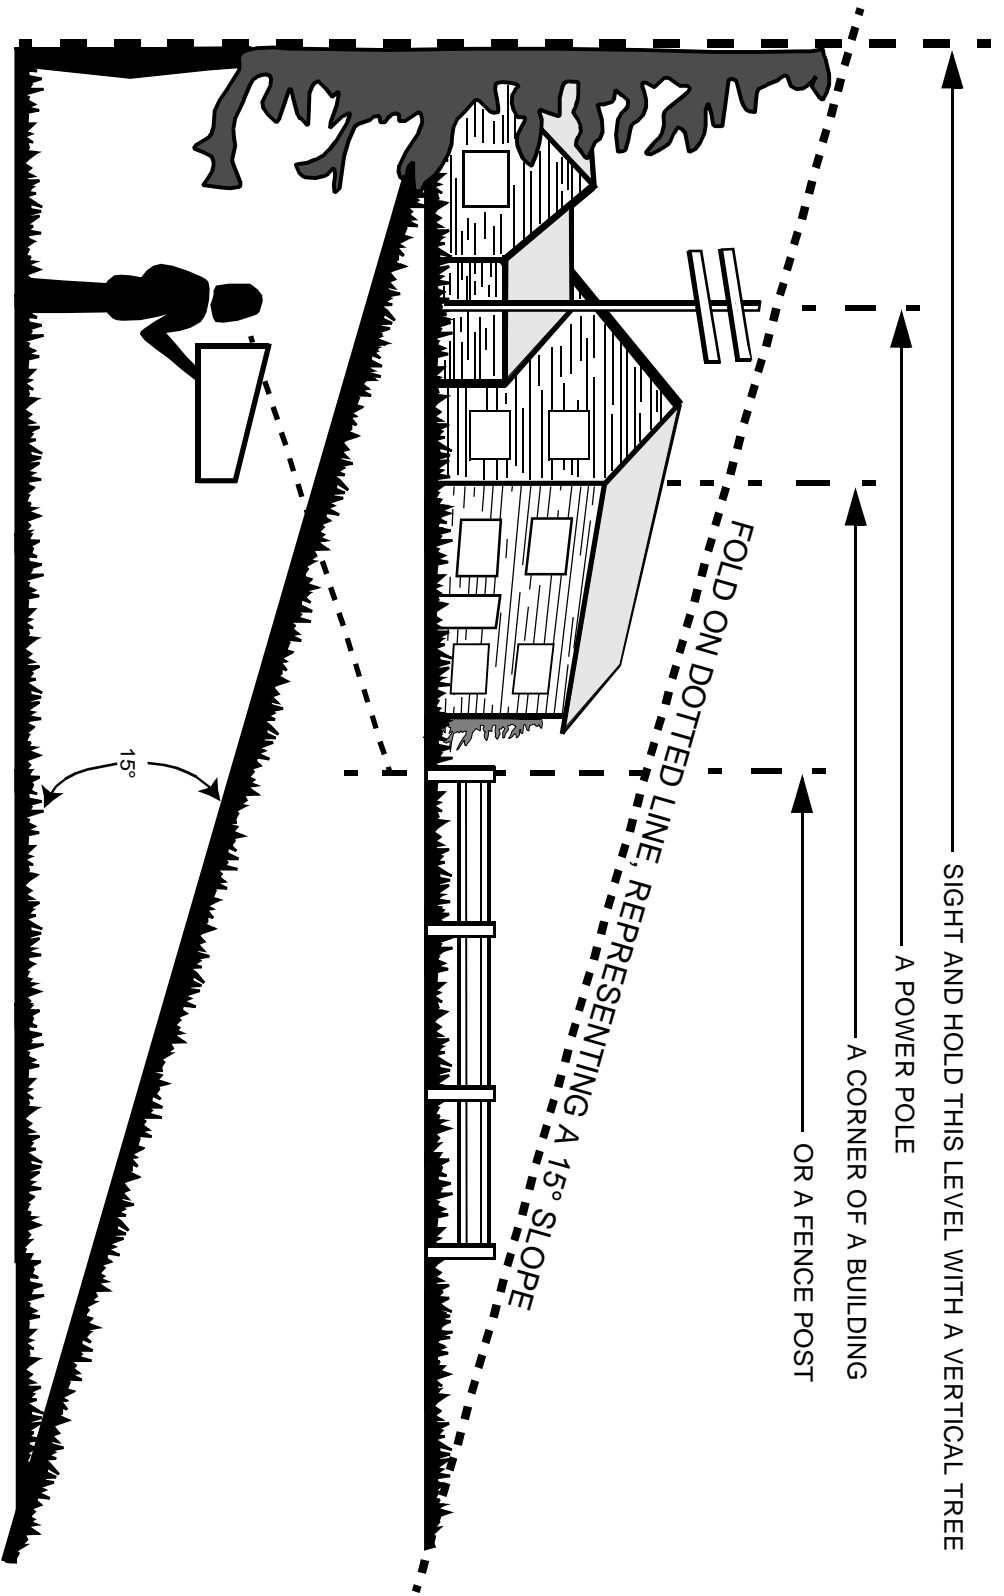 SIGHT AND HOLD THIS LEVEL WITH A VERTICAL TREE
A POWER POLE
A CORNER OF A BUILDING
OR A FENCE POST
FOLD ON DOTTED LINE, REPRESENTING A 15° SLOPE
15°